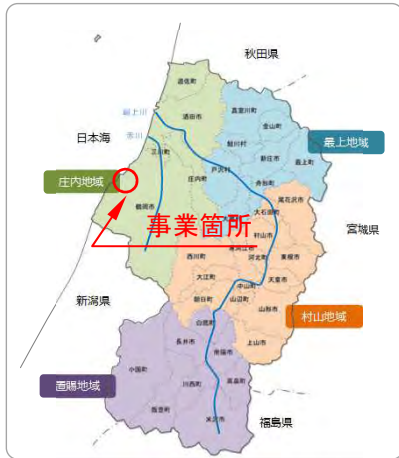 秋田県
遊佐町
最上川
酒田市
真室川町
金山町
日本海
赤川
鮭川村
最上地域
三川町
新庄市
戸沢村
最上町
庄内地域
庄内町
舟形町
尾花沢市
鶴岡市
大石田町
事業箇所
村山市
宮城県
西川町
河北町
東根市
大江町
天童市
新潟県
中山町
朝日町
山辺町
山形市
白鷹町
村山地域
長井市
上山市
小国町
南陽市
置賜地域
川西町
高畠町
飯豊町
米沢市
福島県